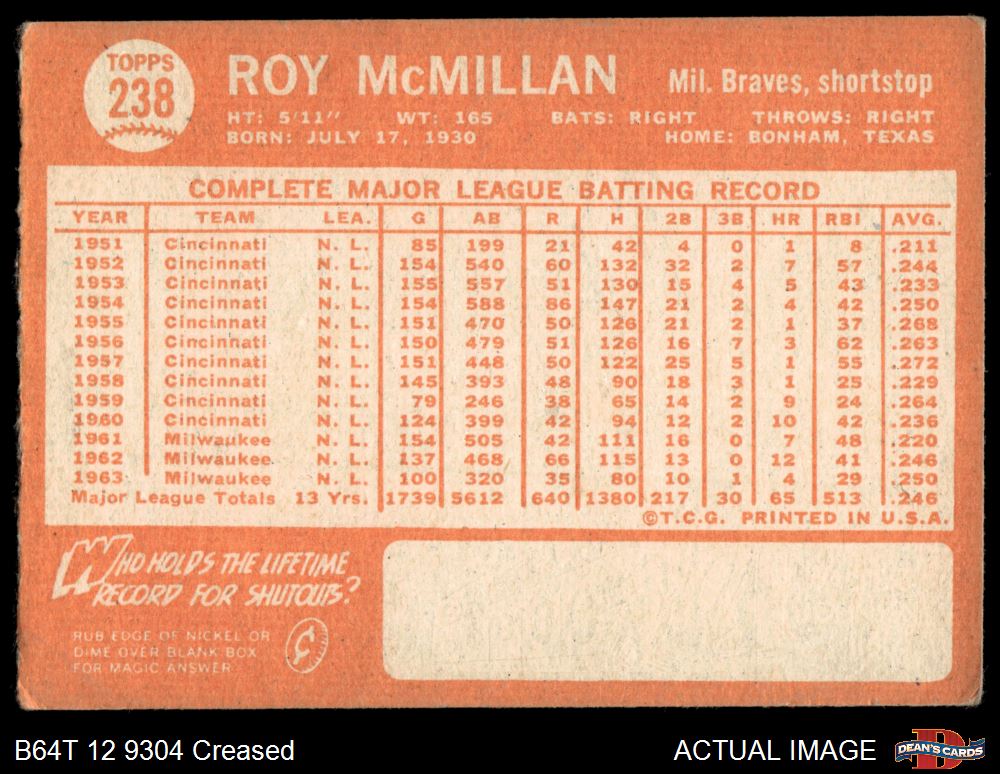 TOPPS
238
ROY McMILLAN Mil. Braves, shortstop
HT: 5'11" WT: 165 BATS: RIGHT THROWS: RIGHT
BORN: JULY 17, 1930 HOME: BONHAM, TEXAS
COMPLETE MAJOR LEAGUE BATTING RECORD
YEAR TEAM LEA. G AB R H 2B 3B HR RBI AVG.
1951 Cincinnati N. L. 85 199 21 42 4 0 1 8 .211
1952 Cincinnati N. L. 154 540 60 132 32 2 7 57 .244
1953 Cincinnati N. L. 155 557 51 130 15 4 5 43 .233
1954 Cincinnati N. L. 154 588 86 147 21 2 4 42 .250
1955 Cincinnati N. L. 151 470 50 126 21 2 1 37 .268
1956 Cincinnati N. L. 150 479 51 126 16 7 3 62 .263
1957 Cincinnati N. L. 151 448 50 122 25 5 1 55 .272
1958 Cincinnati N. L. 145 393 48 90 18 3 1 25 .229
1959 Cincinnati N. L. 79 246 38 65 14 2 9 24 .264
1960 Cincinnati N. L. 124 399 42 94 12 2 10 42 .236
1961 Milwaukee N. L. 154 505 42 111 16 0 7 48 .220
1962 Milwaukee N. L. 137 468 66 115 13 0 12 41 .246
1963 Milwaukee N. L. 100 320 35 80 10 1 4 29 .250
Major League Totals 13 Yrs. 1739 5612 640 1380 217 30 65 513 .246
©T.C.G. PRINTED IN U.S.A.
WHO HOLDS THE LIFETIME
RECORD FOR SHUTOUTS?
RUB EDGE OF NICKEL OR
DIME OVER BLANK BOX
FOR MAGIC ANSWER
¢
B64T 12 9304 Creased
ACTUAL IMAGE
D
DEAN'S CARDS